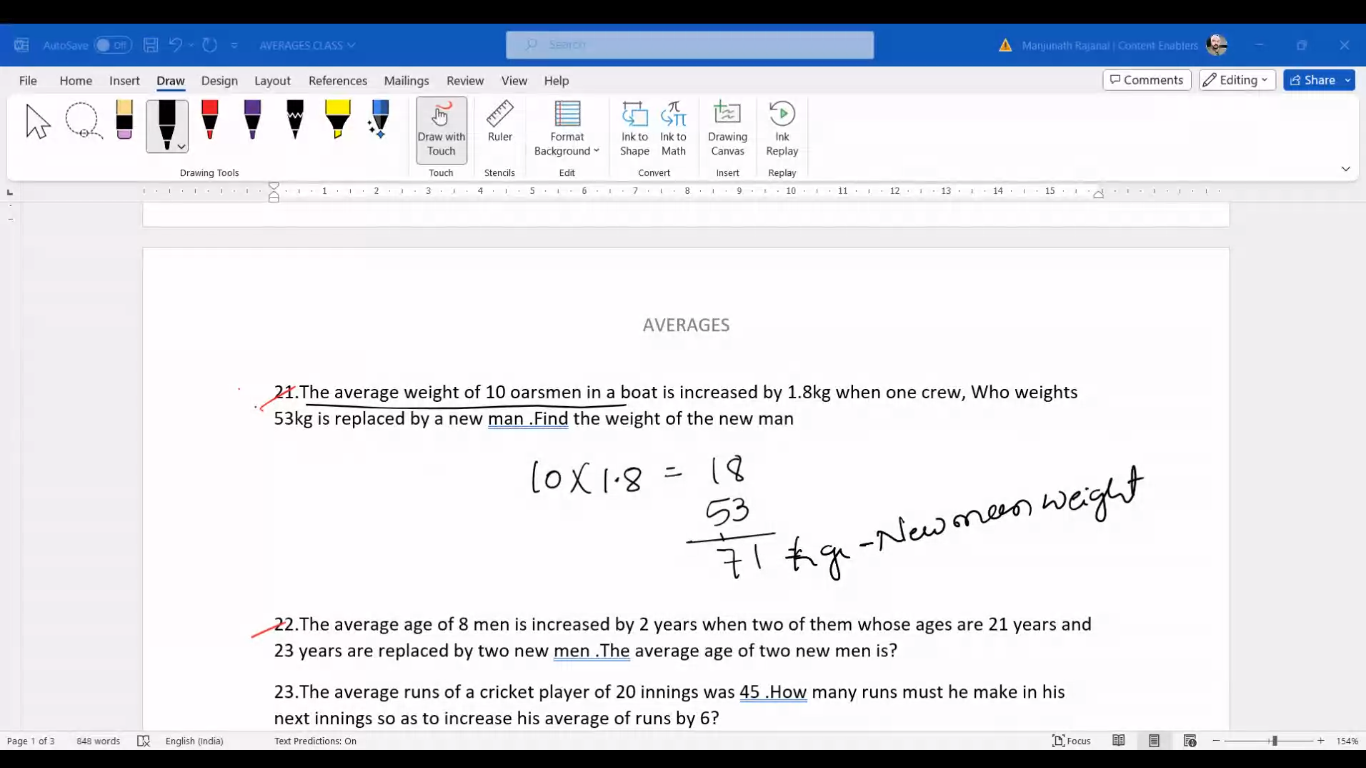 AutoSave Off AVERAGES CLASS Search Manjunath Rajanal | Content Enablers
File Home Insert Draw Design Layout References Mailings Review View Help Comments Editing Share
Draw with Touch Ruler Format Background Ink to Shape Ink to Math Drawing Canvas Ink Replay
Drawing Tools Touch Stencils Edit Convert Insert Replay
1 2 3 4 5 6 7 8 9 10 11 12 13 14 15
AVERAGES
21.The average weight of 10 oarsmen in a boat is increased by 1.8kg when one crew, Who weights
53kg is replaced by a new man .Find the weight of the new man
10 X 1.8 = 18
53
71 kg - New mean weight
22.The average age of 8 men is increased by 2 years when two of them whose ages are 21 years and
23 years are replaced by two new men .The average age of two new men is?
23.The average runs of a cricket player of 20 innings was 45 .How many runs must he make in his
next innings so as to increase his average of runs by 6?
Page 1 of 3 848 words English (India) Text Predictions: On Focus 154%